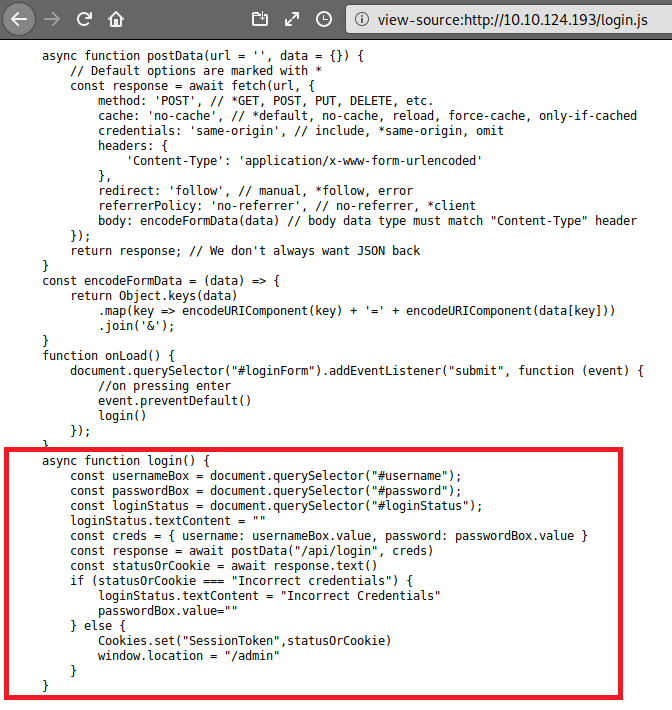 view-source:http://10.10.124.193/login.js
async function postData(url = '', data = {}) {
// Default options are marked with *
const response = await fetch(url, {
method: 'POST', // *GET, POST, PUT, DELETE, etc.
cache: 'no-cache', // *default, no-cache, reload, force-cache, only-if-cached
credentials: 'same-origin', // include, *same-origin, omit
headers: {
'Content-Type': 'application/x-www-form-urlencoded'
},
redirect: 'follow', // manual, *follow, error
referrerPolicy: 'no-referrer', // no-referrer, *client
body: encodeFormData(data) // body data type must match "Content-Type" header
});
return response; // We don't always want JSON back
}
const encodeFormData = (data) => {
return Object.keys(data)
.map(key => encodeURIComponent(key) + '=' + encodeURIComponent(data[key]))
.join('&');
}
function onLoad() {
document.querySelector("#loginForm").addEventListener("submit", function (event) {
//on pressing enter
event.preventDefault()
login()
});
}
async function login() {
const usernameBox = document.querySelector("#username");
const passwordBox = document.querySelector("#password");
const loginStatus = document.querySelector("#loginStatus");
loginStatus.textContent = ""
const creds = { username: usernameBox.value, password: passwordBox.value }
const response = await postData("/api/login", creds)
const statusOrCookie = await response.text()
if (statusOrCookie === "Incorrect credentials") {
loginStatus.textContent = "Incorrect Credentials"
passwordBox.value=""
} else {
Cookies.set("SessionToken",statusOrCookie)
window.location = "/admin"
}
}